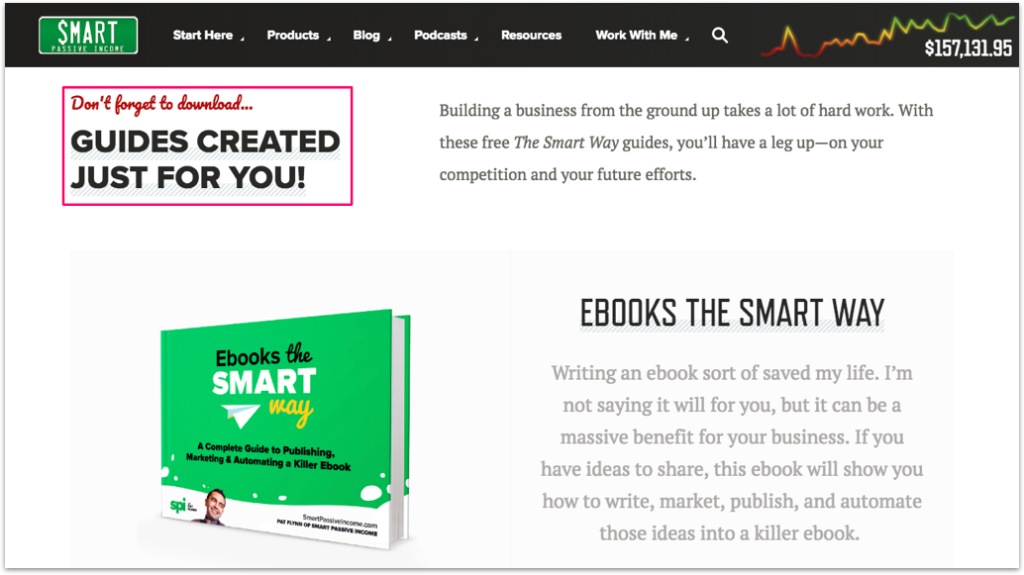 $MART
PASSIVE INCOME
Start Here
Products
Blog
Podcasts
Resources
Work With Me
$157,131.95
Don't forget to download...
GUIDES CREATED
JUST FOR YOU!
Building a business from the ground up takes a lot of hard work. With
these free The Smart Way guides, you'll have a leg up—on your
competition and your future efforts.
Ebooks the
SMART
way
A Complete Guide to Publishing,
Marketing & Automating a Killer Ebook
spi
SmartPassiveIncome.com
PAT FLYNN OF SMART PASSIVE INCOME
EBOOKS THE SMART WAY
Writing an ebook sort of saved my life. I'm
not saying it will for you, but it can be a
massive benefit for your business. If you
have ideas to share, this ebook will show you
how to write, market, publish, and automate
those ideas into a killer ebook.